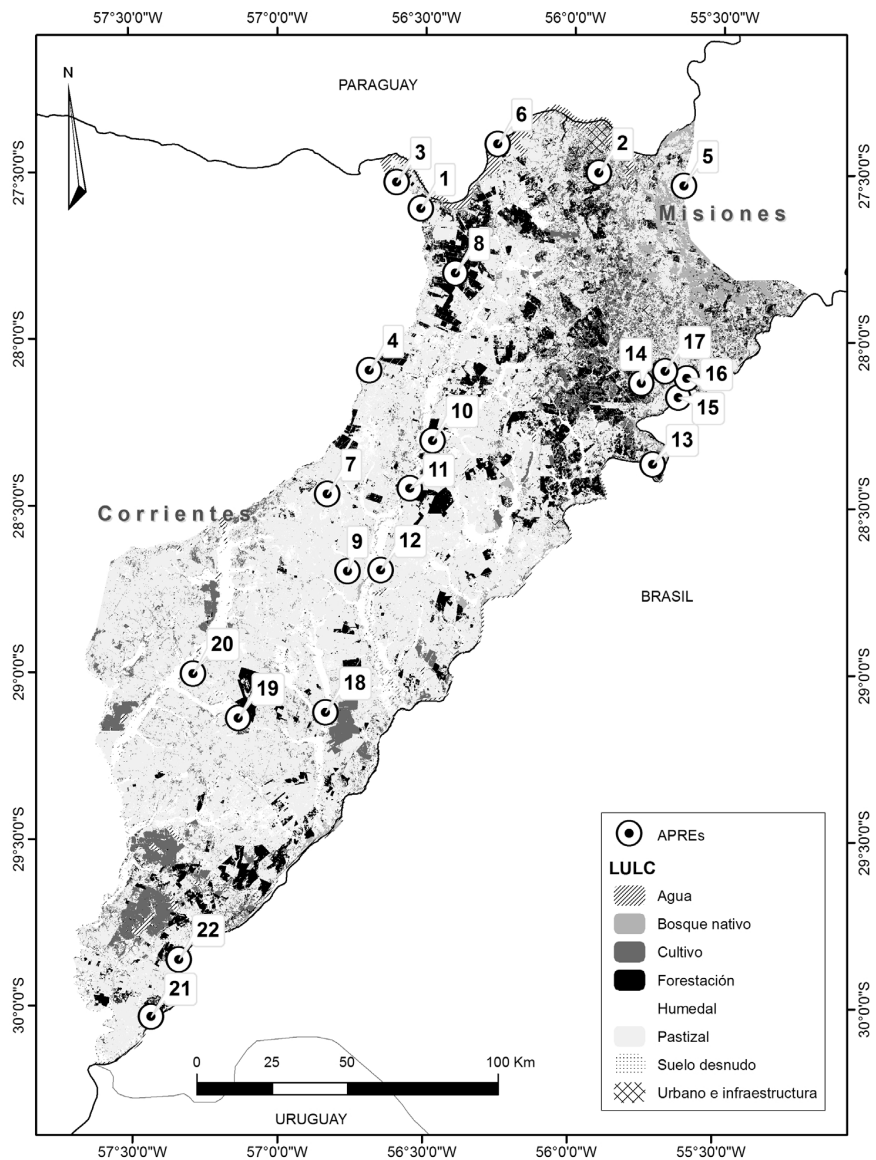 57°30'0"W 57°0'0"W 56°30'0"W 56°0'0"W 55°30'0"W
N
PARAGUAY
6
3
2
5
1
27°30'0"S 27°30'0"S
Misiones
8
4
28°0'0"S 28°0'0"S
14
17
16
10
15
13
7
11
Corrientes
28°30'0"S 28°30'0"S
9
12
BRASIL
20
29°0'0"S 29°0'0"S
19
18
29°30'0"S 29°30'0"S
APREs
LULC
Agua
Bosque nativo
Cultivo
Forestación
Humedal
Pastizal
Suelo desnudo
Urbano e infraestructura
22
21
30°0'0"S 30°0'0"S
0 25 50 100 Km
URUGUAY
57°30'0"W 57°0'0"W 56°30'0"W 56°0'0"W 55°30'0"W